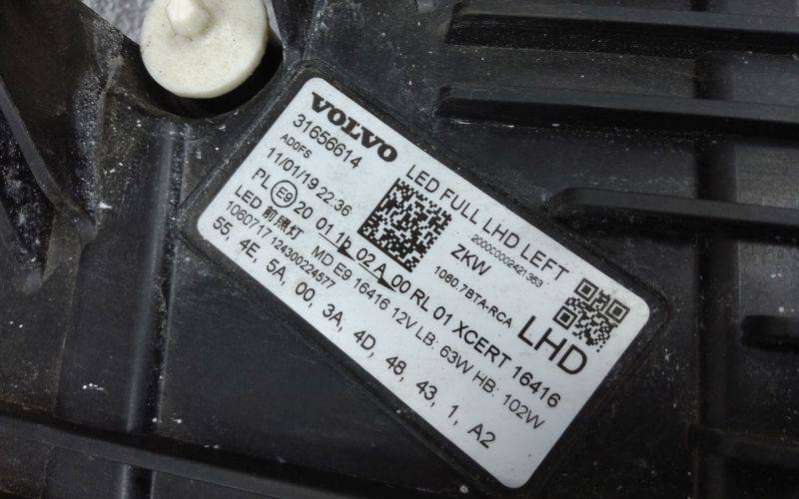 VOLVO
31656614
AD0FS
11/01/19 22:36
LED FULL LHD LEFT
2000C0002421363
ZKW
1060.7BTA-RCA
LHD
PL E9 20 01 1b 02 A 00 RL 01 XCERT 16416
LED 前照灯 MD E9 16416 12V LB: 63W HB: 102W
1060717.124300224577
55, 4E, 5A, 00, 3A, 4D, 48, 43, 1, A2